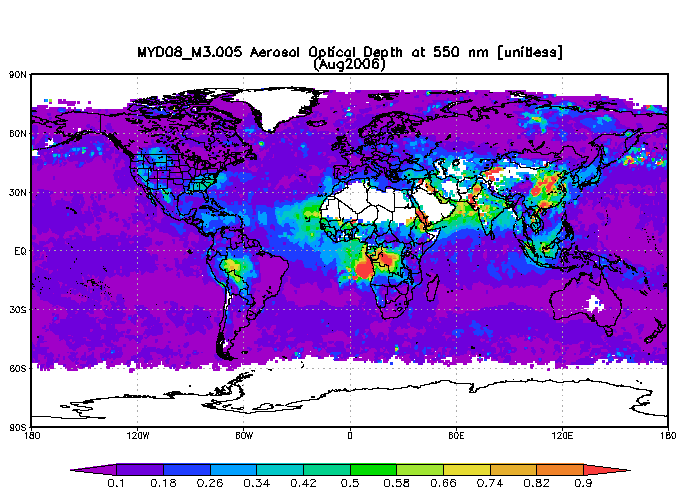 MYD08_M3.005 Aerosol Optical Depth at 550 nm [unitless]
(Aug2006)
90N
60N
30N
EQ
30S
60S
90S
180 120W 60W 0 60E 120E 180
0.1 0.18 0.26 0.34 0.42 0.5 0.58 0.66 0.74 0.82 0.9